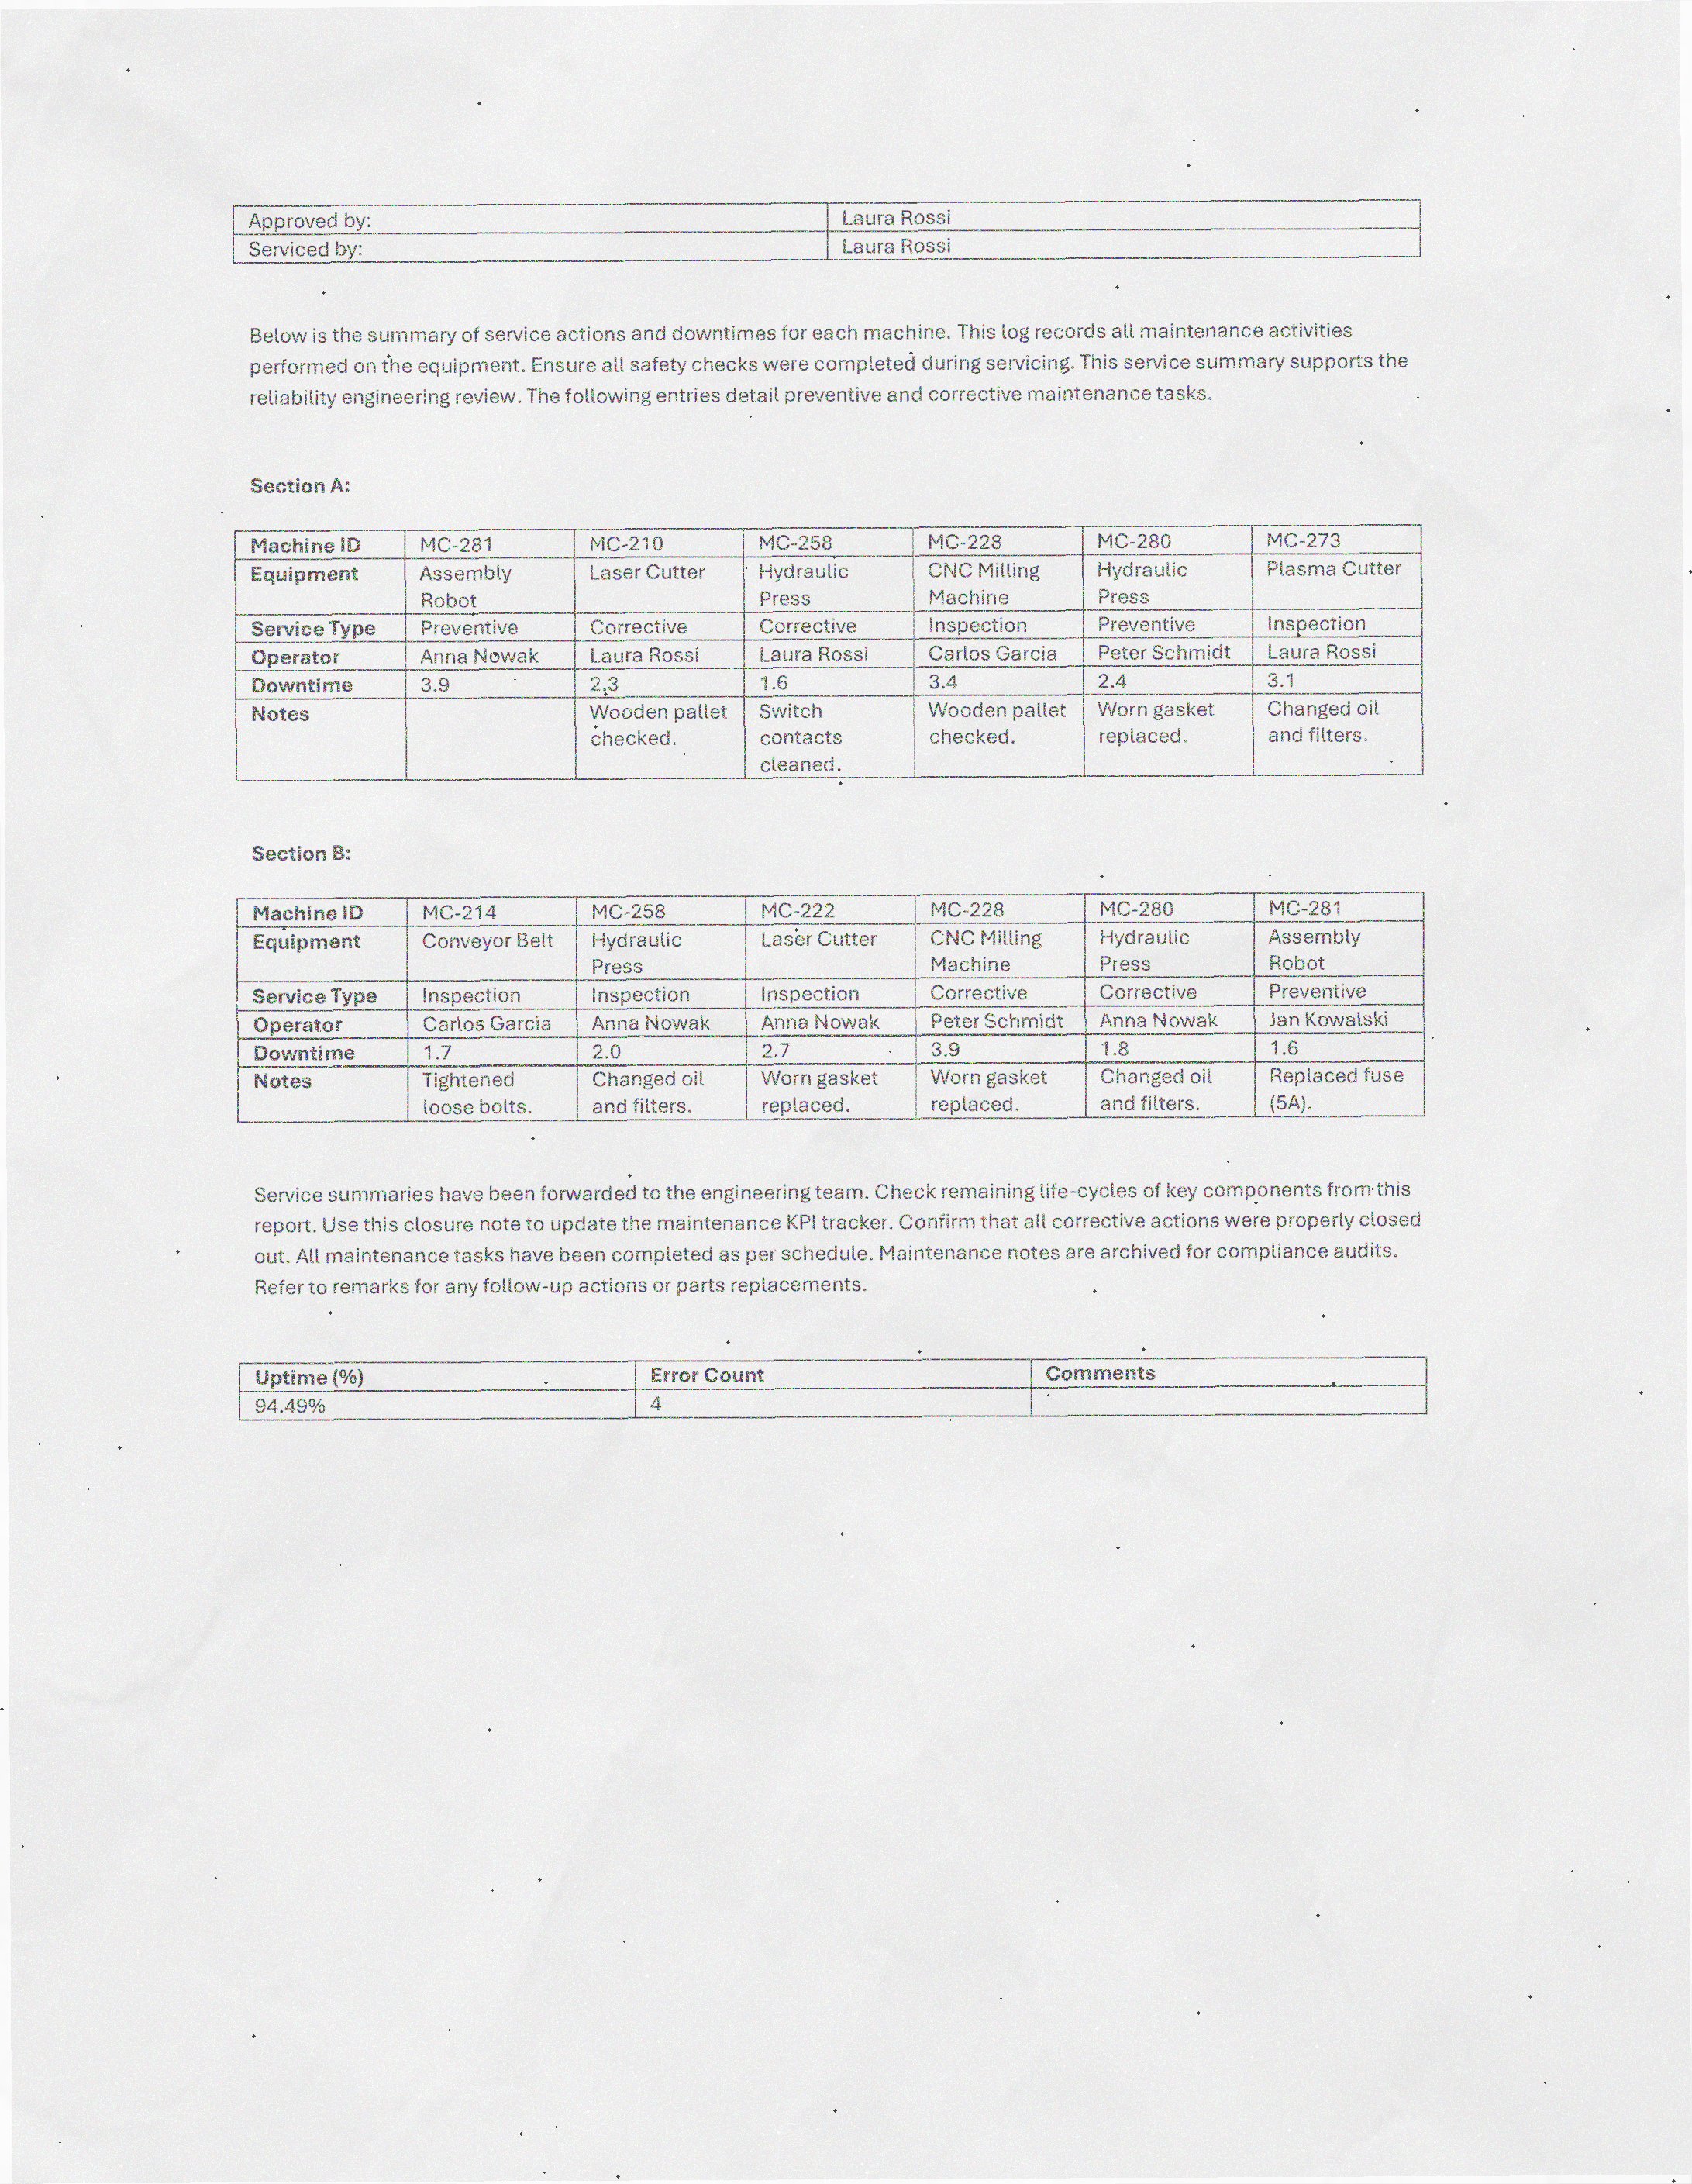 Approved by: Laura Rossi
Serviced by: Laura Rossi
Below is the summary of service actions and downtimes for each machine. This log records all maintenance activities
performed on the equipment. Ensure all safety checks were completed during servicing. This service summary supports the
reliability engineering review. The following entries detail preventive and corrective maintenance tasks.
Section A:
Machine ID MC-281 MC-210 MC-258 MC-228 MC-280 MC-273
Equipment Assembly Laser Cutter Hydraulic CNC Milling Hydraulic Plasma Cutter
Robot Press Machine Press
Service Type Preventive Corrective Corrective Inspection Preventive Inspection
Operator Anna Nowak Laura Rossi Laura Rossi Carlos Garcia Peter Schmidt Laura Rossi
Downtime 3.9 2.3 1.6 3.4 2.4 3.1
Notes Wooden pallet Switch Wooden pallet Worn gasket Changed oil
checked. contacts checked. replaced. and filters.
cleaned.
Section B:
Machine ID MC-214 MC-258 MC-222 MC-228 MC-280 MC-281
Equipment Conveyor Belt Hydraulic Laser Cutter CNC Milling Hydraulic Assembly
Press Machine Press Robot
Service Type Inspection Inspection Inspection Corrective Corrective Preventive
Operator Carlos Garcia Anna Nowak Anna Nowak Peter Schmidt Anna Nowak Jan Kowalski
Downtime 1.7 2.0 2.7 3.9 1.8 1.6
Notes Tightened Changed oil Worn gasket Worn gasket Changed oil Replaced fuse
loose bolts. and filters. replaced. replaced. and filters. (5A).
Service summaries have been forwarded to the engineering team. Check remaining life-cycles of key components from this
report. Use this closure note to update the maintenance KPI tracker. Confirm that all corrective actions were properly closed
out. All maintenance tasks have been completed as per schedule. Maintenance notes are archived for compliance audits.
Refer to remarks for any follow-up actions or parts replacements.
Uptime (%) Error Count Comments
94.49% 4